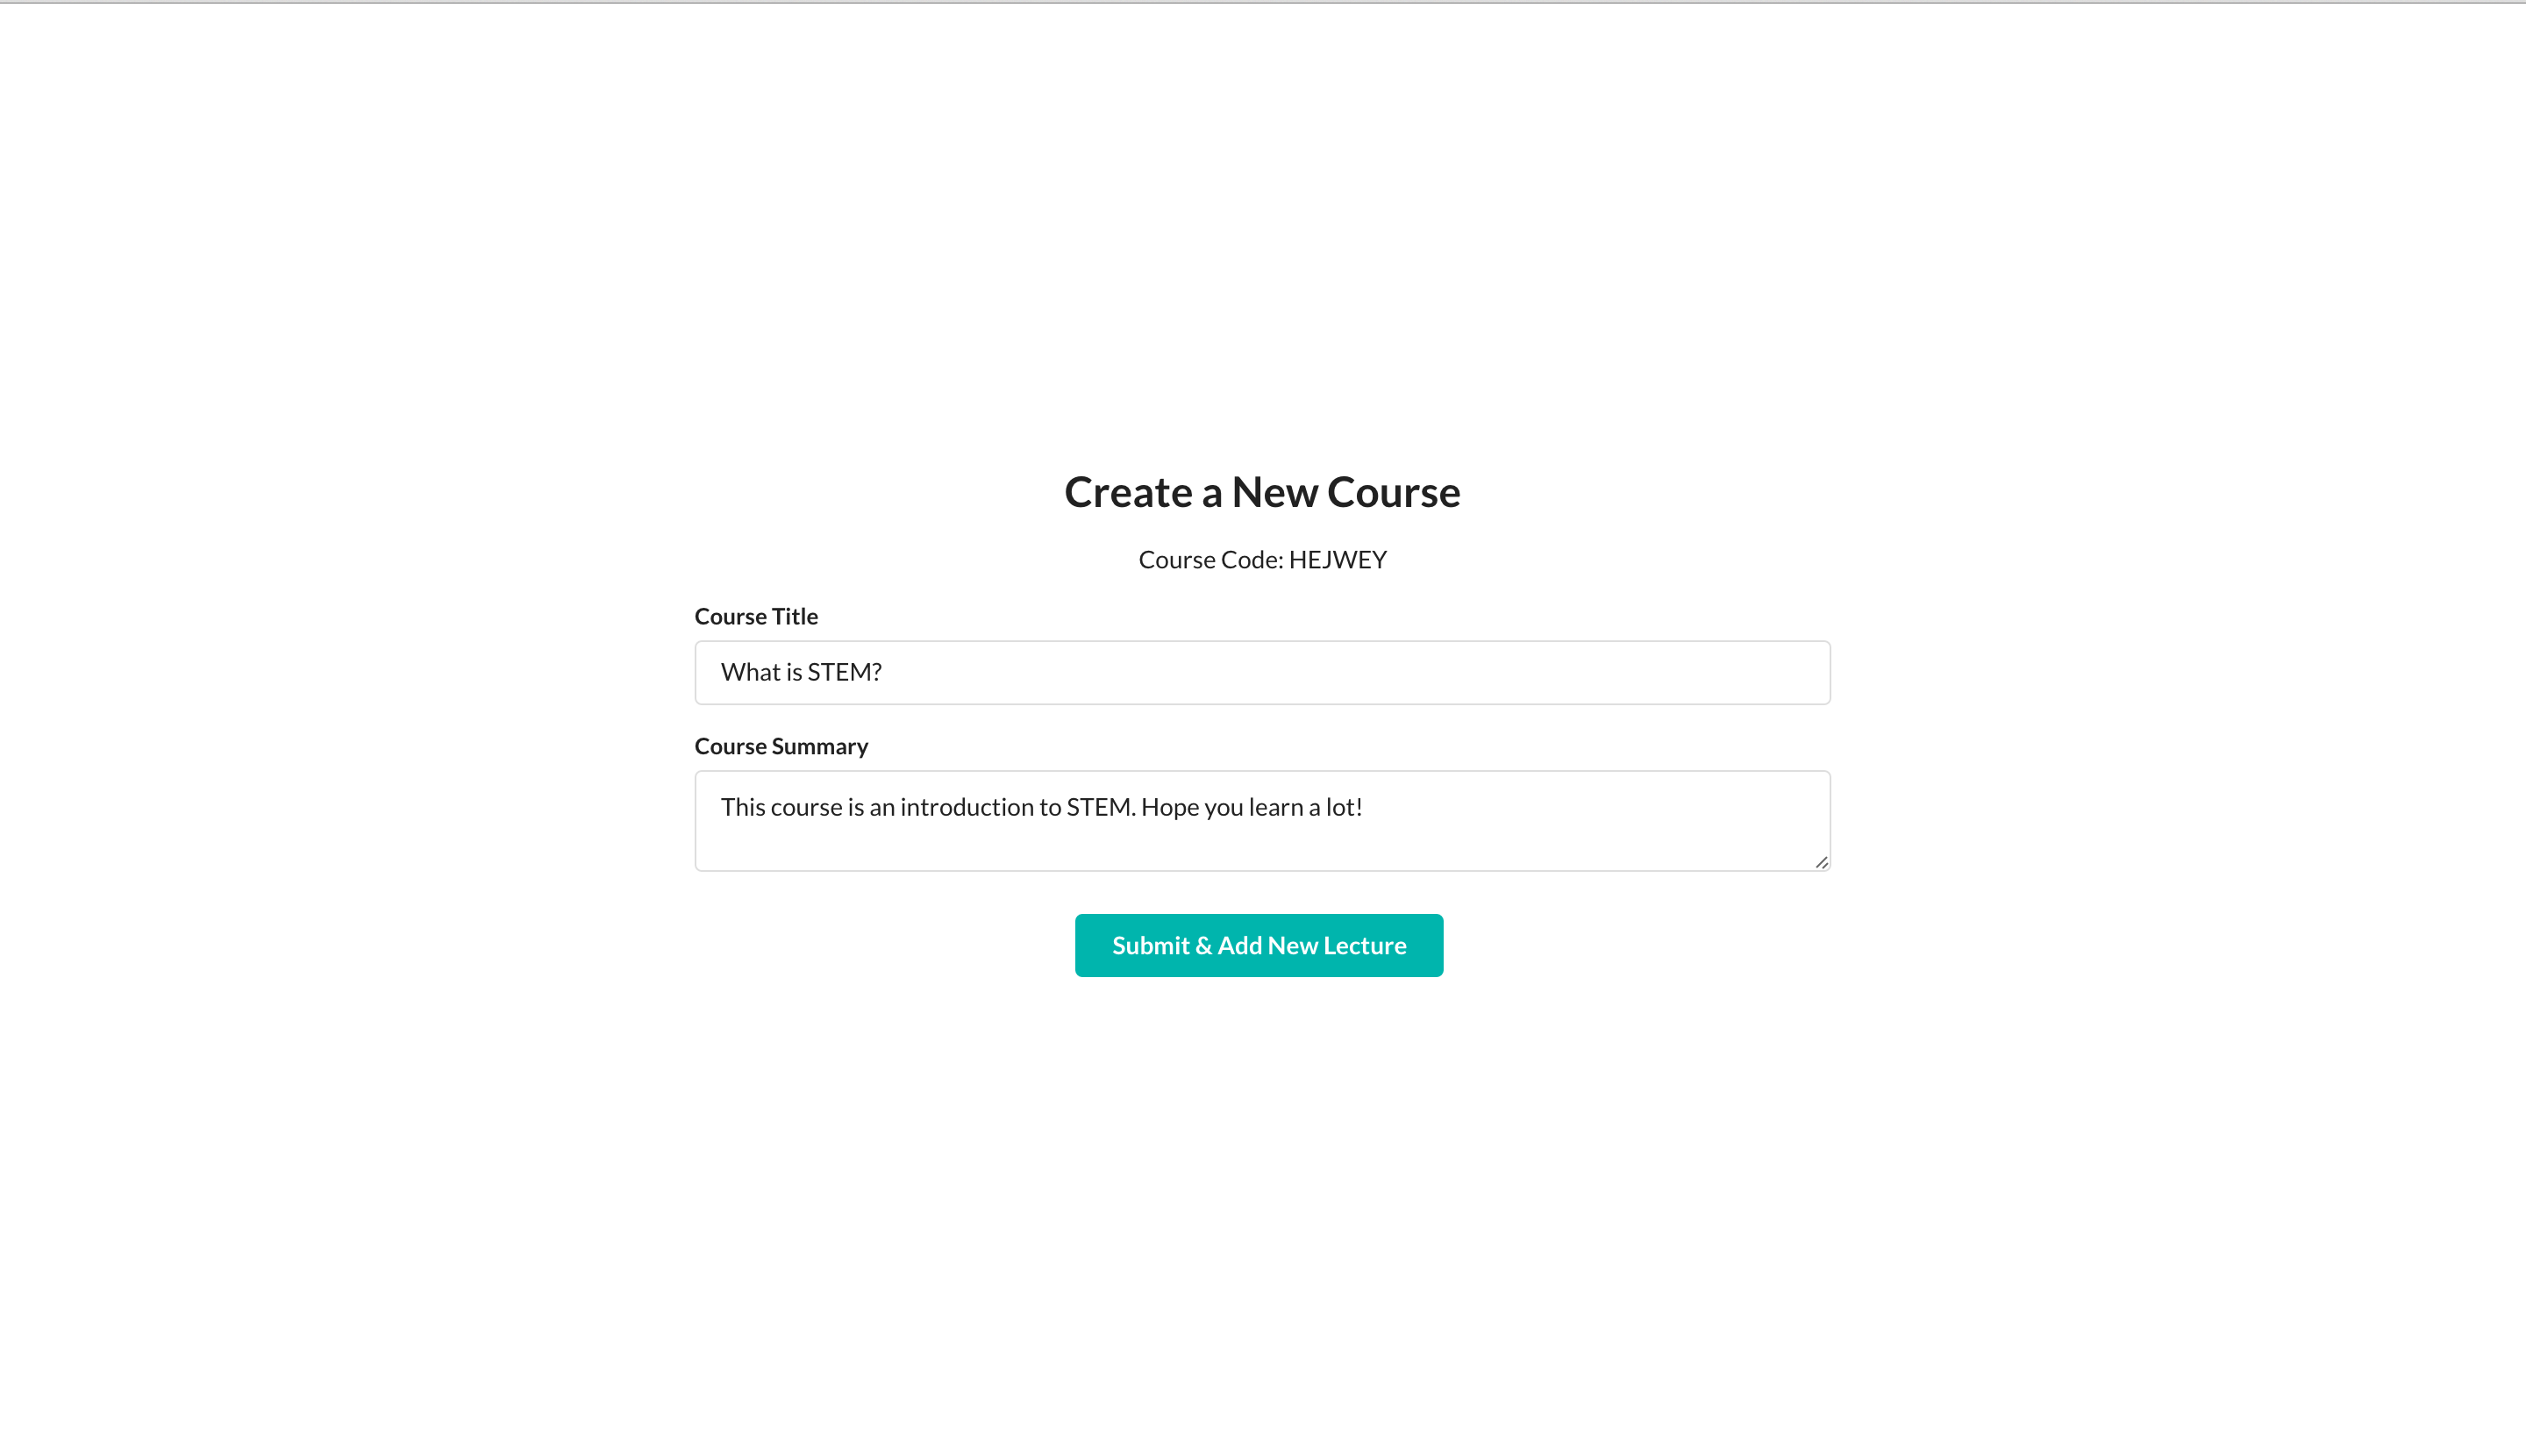 Create a New Course
Course Code: HEJWEY
Course Title
What is STEM?
Course Summary
This course is an introduction to STEM. Hope you learn a lot!
Submit & Add New Lecture